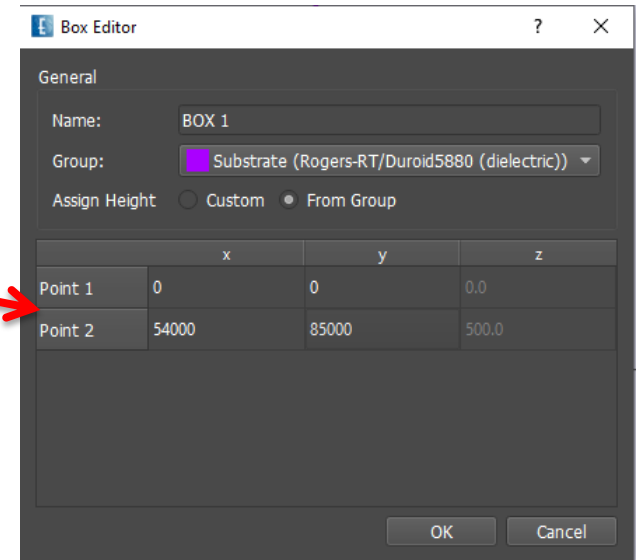 Box Editor ? ×
General
Name: BOX 1
Group: Substrate (Rogers-RT/Duroid5880 (dielectric))
Assign Height Custom From Group
x y z
Point 1 0 0 0.0
Point 2 54000 85000 500.0
OK Cancel